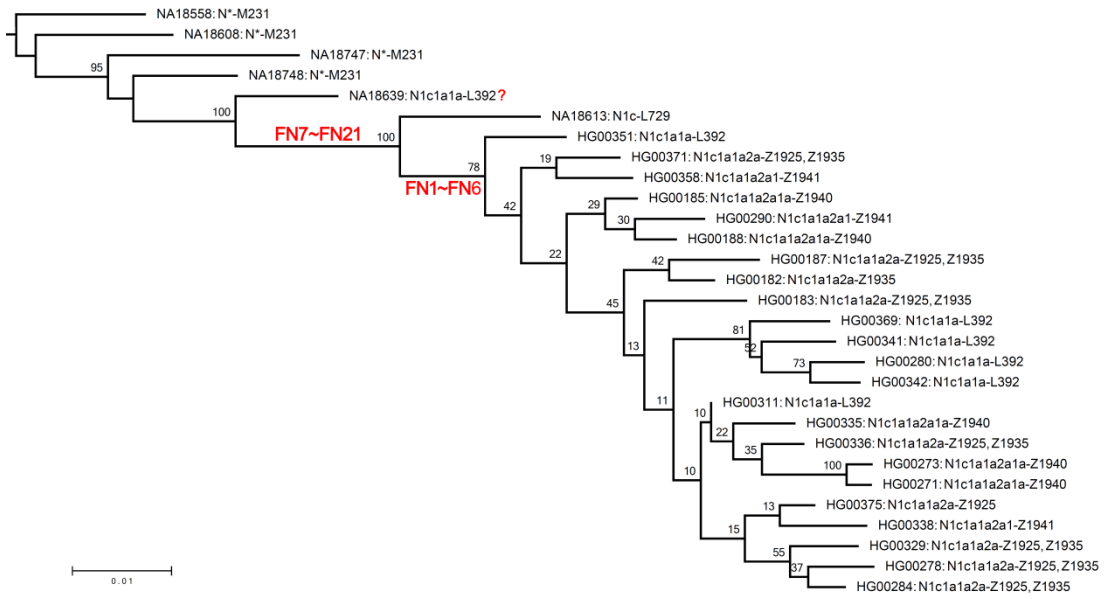 NA18558: N*-M231
NA18608: N*-M231
95
NA18747: N*-M231
NA18748: N*-M231
NA18639: N1c1a1a-L392?
100
NA18613: N1c-L729
FN7~FN21
100
HG00351: N1c1a1a-L392
19
HG00371: N1c1a1a2a-Z1925, Z1935
78
HG00358: N1c1a1a2a1-Z1941
FN1~FN6
HG00185: N1c1a1a2a1a-Z1940
42
29
HG00290: N1c1a1a2a1-Z1941
30
HG00188: N1c1a1a2a1a-Z1940
22
42
HG00187: N1c1a1a2a-Z1925, Z1935
HG00182: N1c1a1a2a-Z1935
45
HG00183: N1c1a1a2a-Z1925, Z1935
HG00369: N1c1a1a-L392
81
13
52
HG00341: N1c1a1a-L392
73
HG00280: N1c1a1a-L392
HG00342: N1c1a1a-L392
11
HG00311: N1c1a1a-L392
10
HG00335: N1c1a1a2a1a-Z1940
22
HG00336: N1c1a1a2a-Z1925, Z1935
35
100
HG00273: N1c1a1a2a1a-Z1940
10
HG00271: N1c1a1a2a1a-Z1940
13
HG00375: N1c1a1a2a-Z1925
HG00338: N1c1a1a2a1-Z1941
15
55
HG00329: N1c1a1a2a-Z1925, Z1935
37
HG00278: N1c1a1a2a-Z1925, Z1935
HG00284: N1c1a1a2a-Z1925, Z1935
0.01